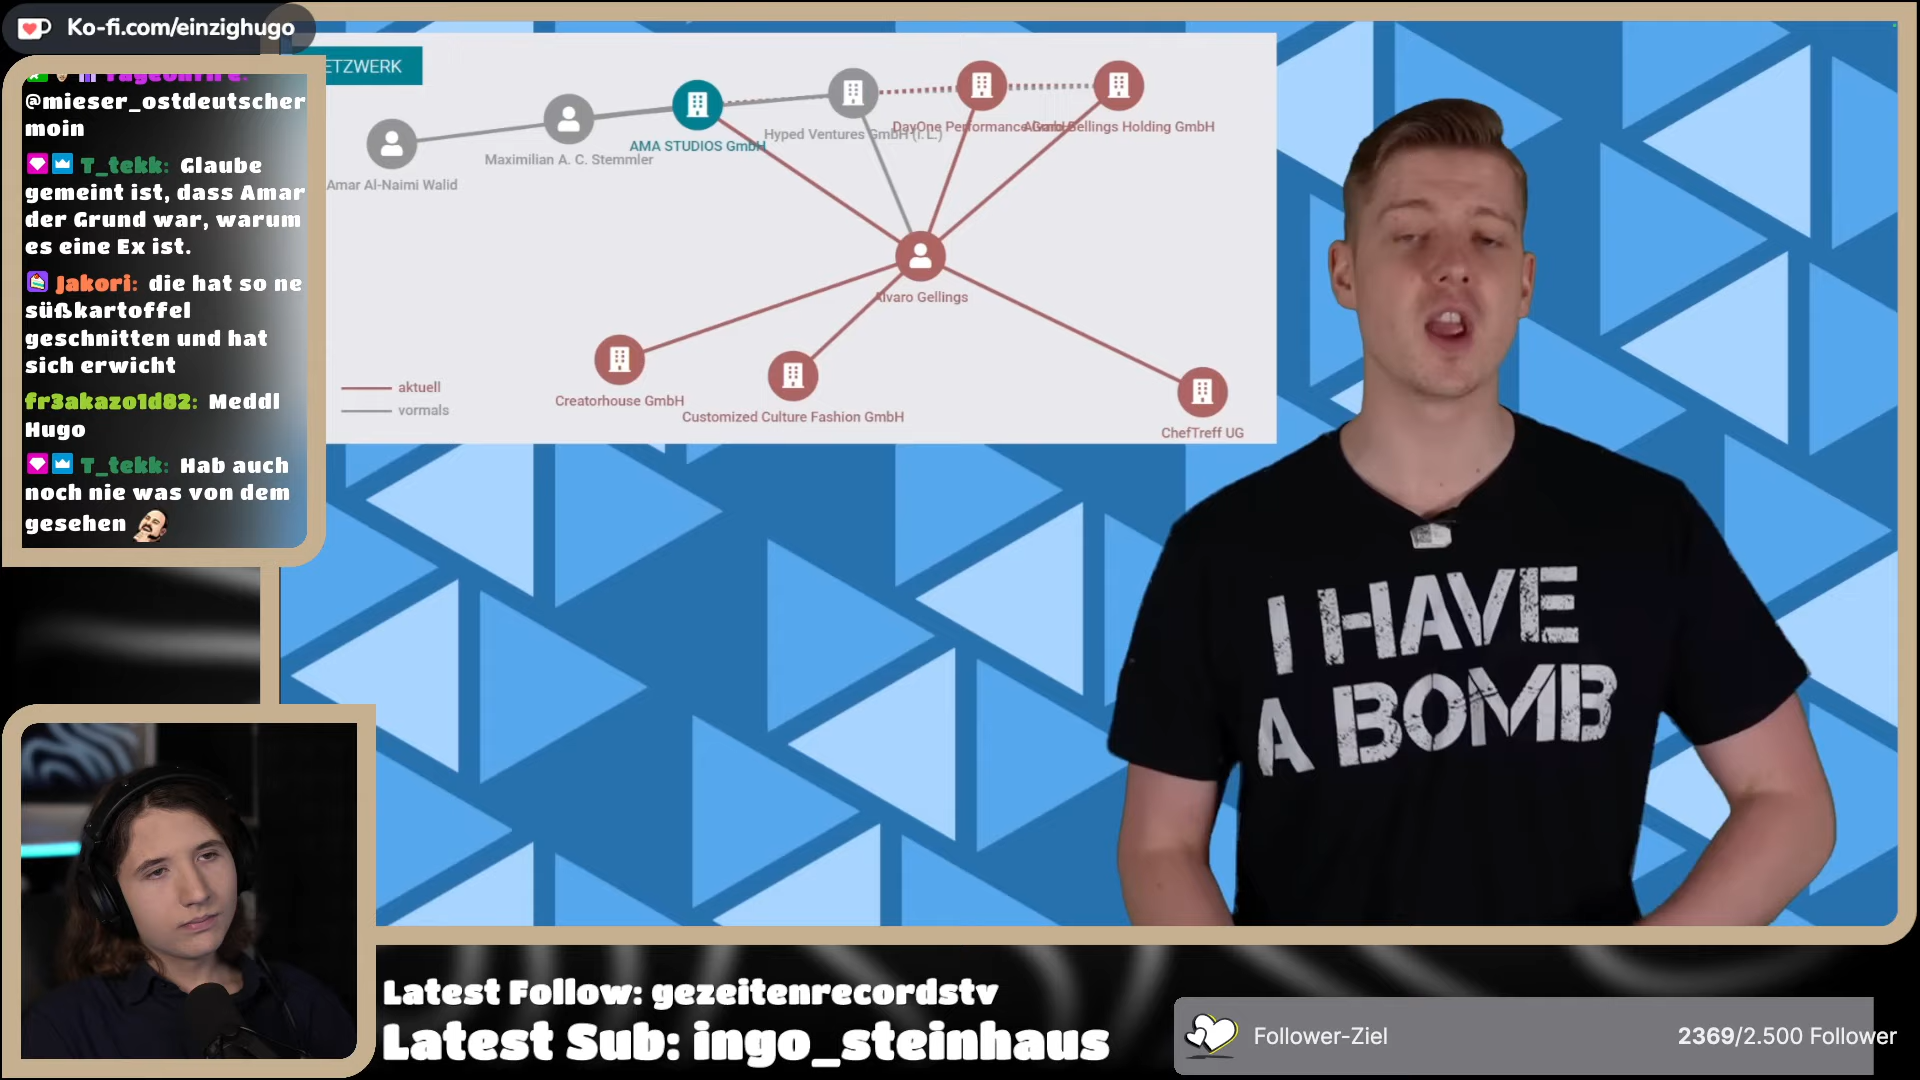 Ko-fi.com/einzighugo
@mieser_ostdeutscher
moin
T_tekk: Glaube
gemeint ist, dass Amar
der Grund war, warum
es eine Ex ist.
Jakori: die hat so ne
süßkartoffel
geschnitten und hat
sich erwicht
fr3akazo1d82: Meddl
Hugo
T_tekk: Hab auch
noch nie was von dem
gesehen
ETZWERK
Amar Al-Naimi Walid
Maximilian A. C. Stemmler
AMA STUDIOS GmbH
Hyped Ventures GmbH (i. L.)
DayOne Performance GmbH
Gellings Holding GmbH
Alvaro Gellings
Creatorhouse GmbH
Customized Culture Fashion GmbH
ChefTreff UG
aktuell
vormals
I HAVE
A BOMB
Latest Follow: gezeitenrecordstv
Latest Sub: ingo_steinhaus
Follower-Ziel
2369/2.500 Follower